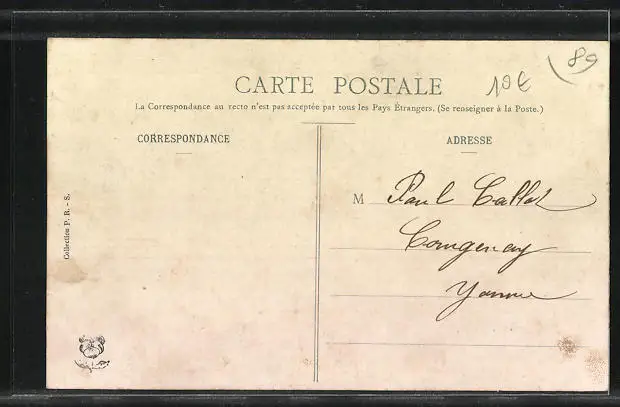 89
10€
CARTE POSTALE
La Correspondance au recto n'est pas acceptée par tous les Pays Étrangers. (Se renseigner à la Poste.)
CORRESPONDANCE
ADRESSE
M Paul Callot
Yonne
Collection P. R. - S.